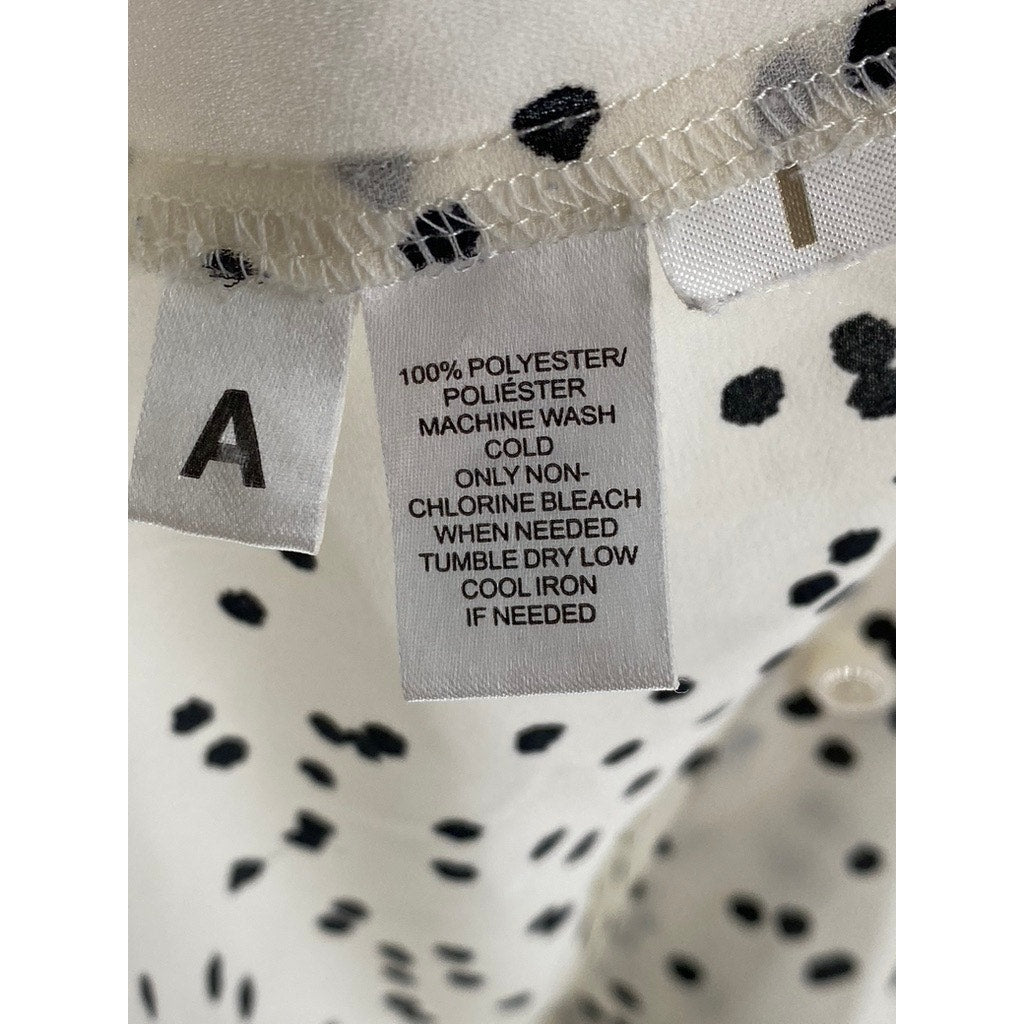 A
100% POLYESTER/
POLIÉSTER
MACHINE WASH
COLD
ONLY NON-
CHLORINE BLEACH
WHEN NEEDED
TUMBLE DRY LOW
COOL IRON
IF NEEDED